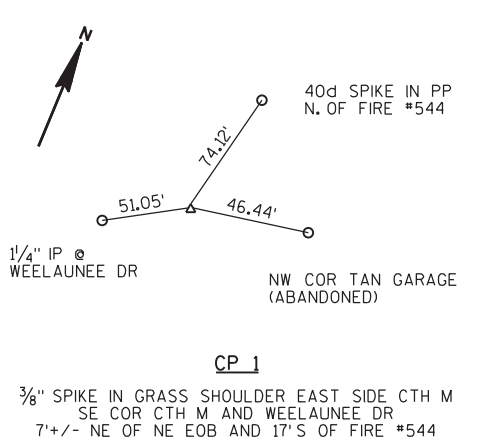 N
40d SPIKE IN PP
N. OF FIRE #544
74.12'
51.05'
46.44'
1 1/4" IP @
WEELAUNEE DR
NW COR TAN GARAGE
(ABANDONED)
CP 1
3/8" SPIKE IN GRASS SHOULDER EAST SIDE CTH M
SE COR CTH M AND WEELAUNEE DR
7'+/- NE OF NE EOB AND 17'S OF FIRE #544